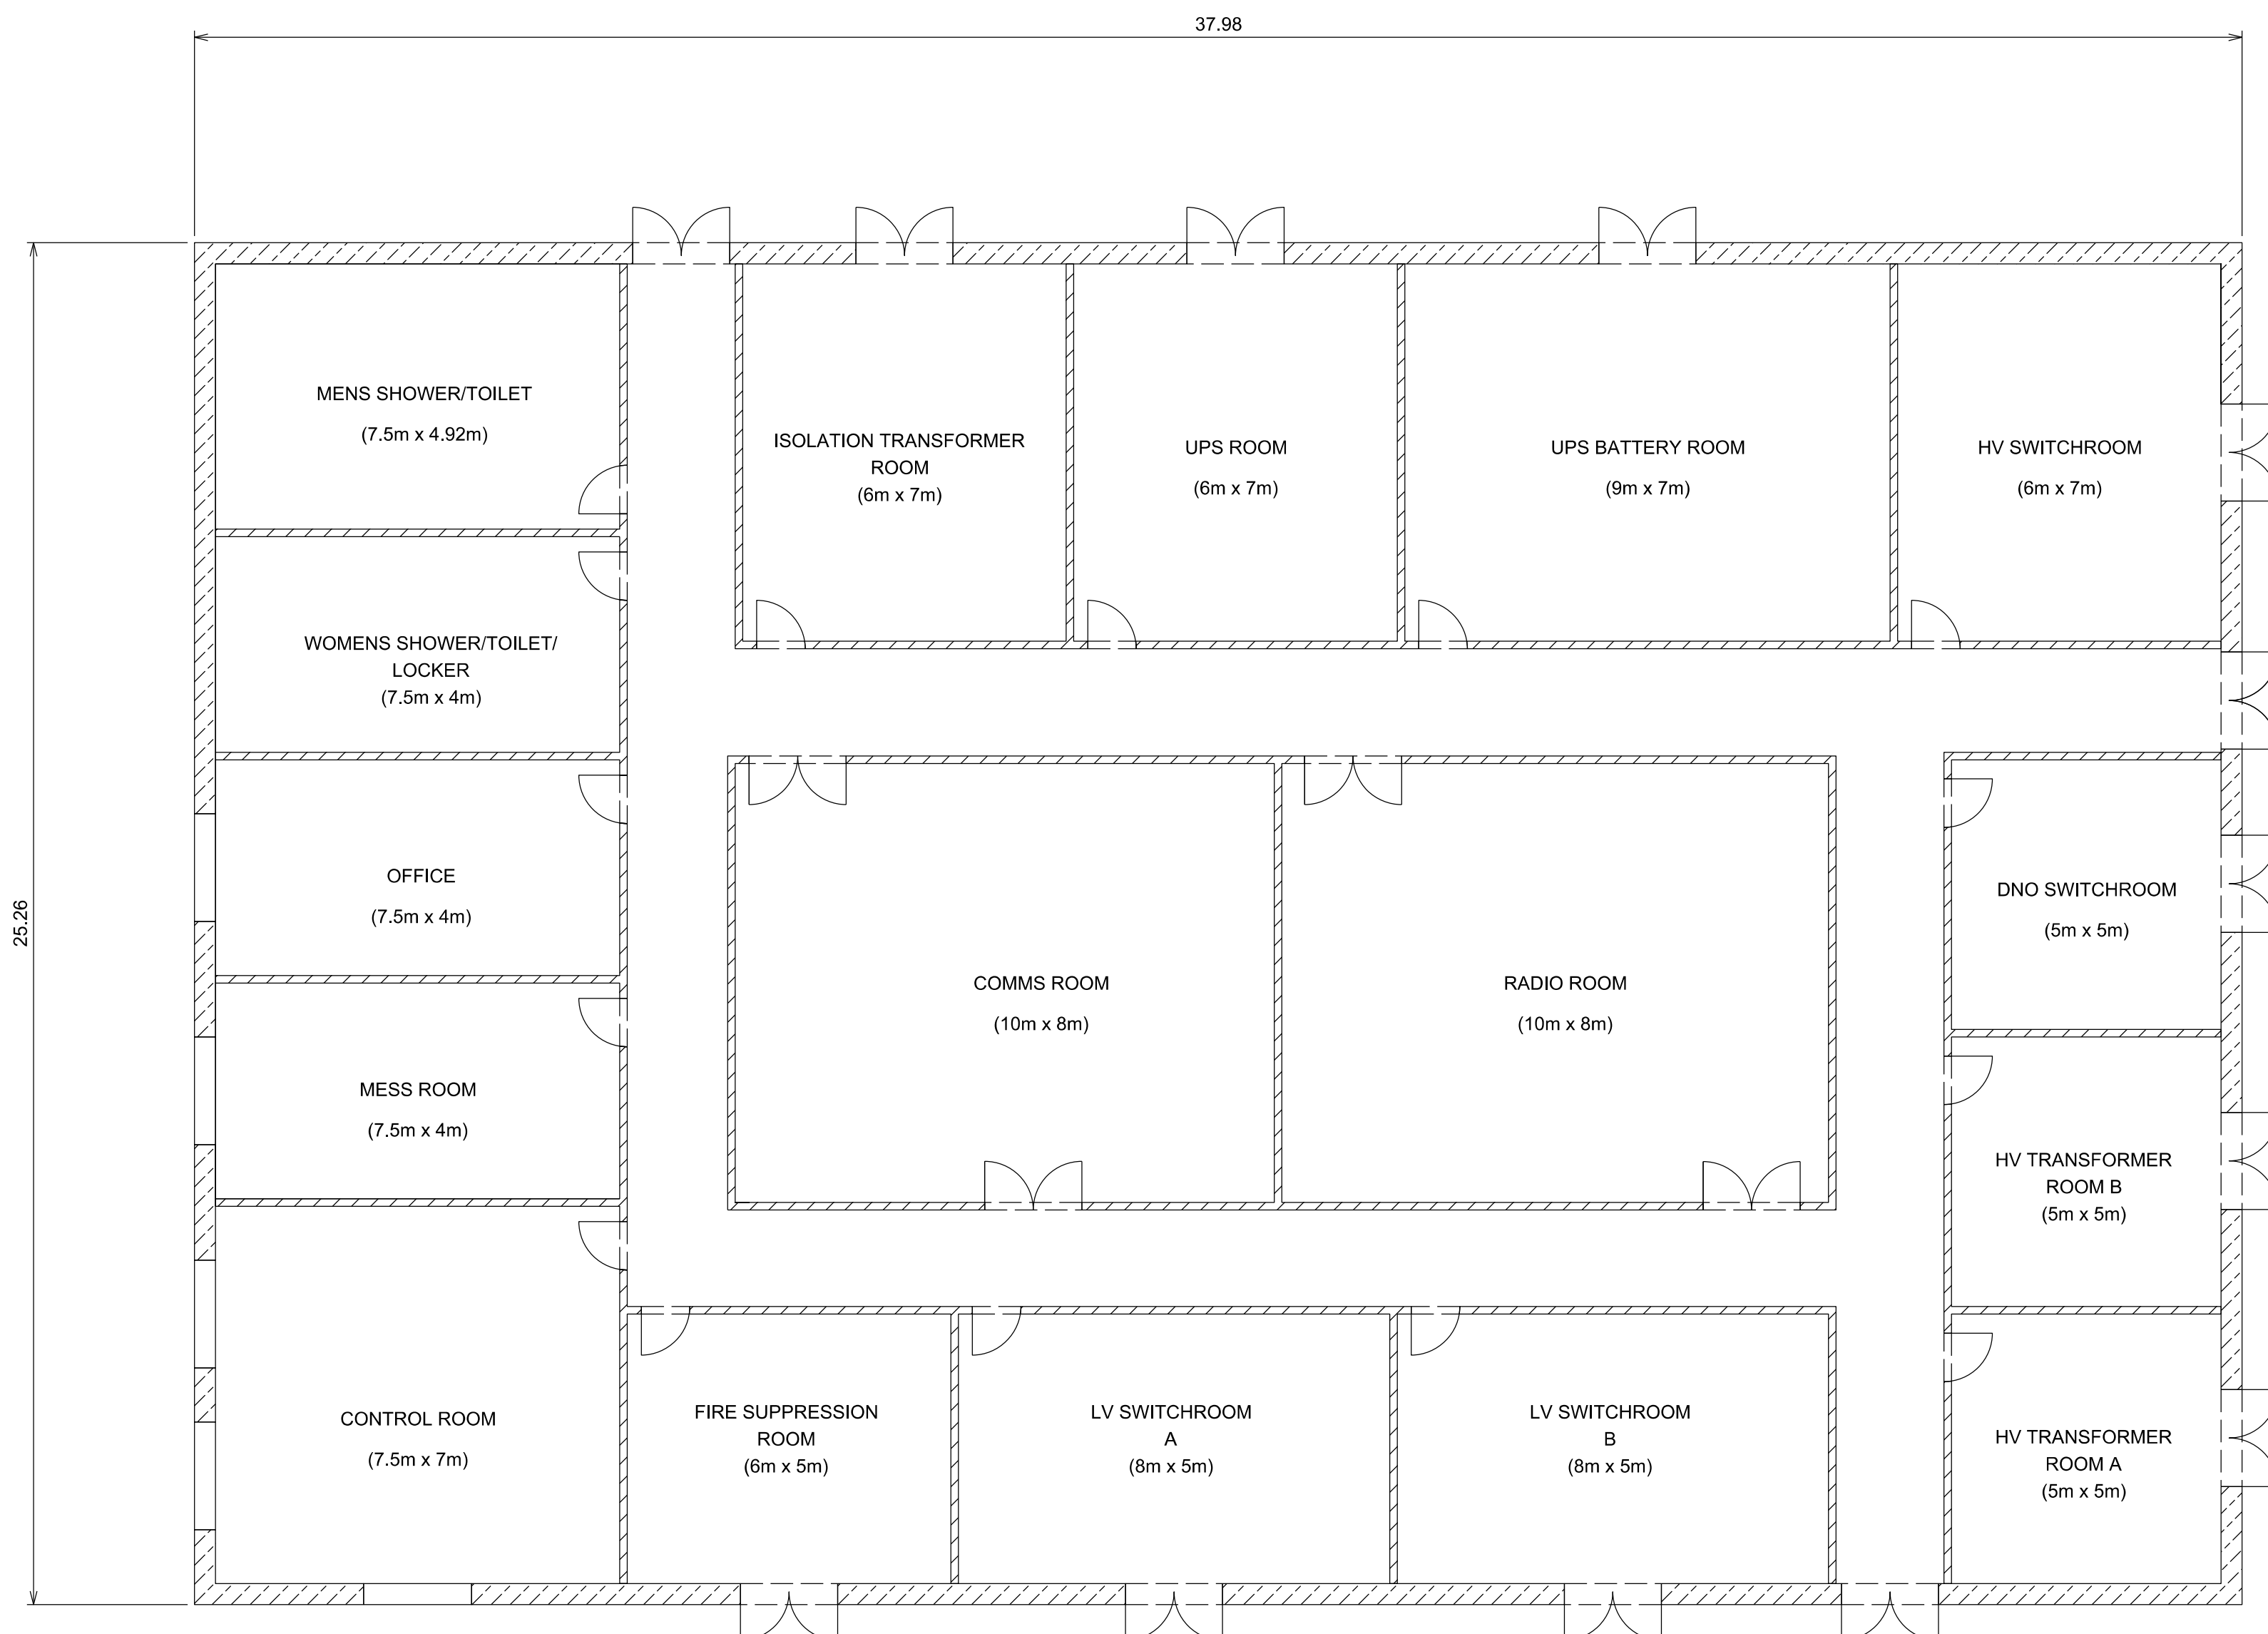 37.98
25.26
MENS SHOWER/TOILET
(7.5m x 4.92m)
ISOLATION TRANSFORMER
ROOM
(6m x 7m)
UPS ROOM
(6m x 7m)
UPS BATTERY ROOM
(9m x 7m)
HV SWITCHROOM
(6m x 7m)
WOMENS SHOWER/TOILET/
LOCKER
(7.5m x 4m)
OFFICE
(7.5m x 4m)
COMMS ROOM
(10m x 8m)
RADIO ROOM
(10m x 8m)
DNO SWITCHROOM
(5m x 5m)
MESS ROOM
(7.5m x 4m)
HV TRANSFORMER
ROOM B
(5m x 5m)
CONTROL ROOM
(7.5m x 7m)
FIRE SUPPRESSION
ROOM
(6m x 5m)
LV SWITCHROOM
A
(8m x 5m)
LV SWITCHROOM
B
(8m x 5m)
HV TRANSFORMER
ROOM A
(5m x 5m)